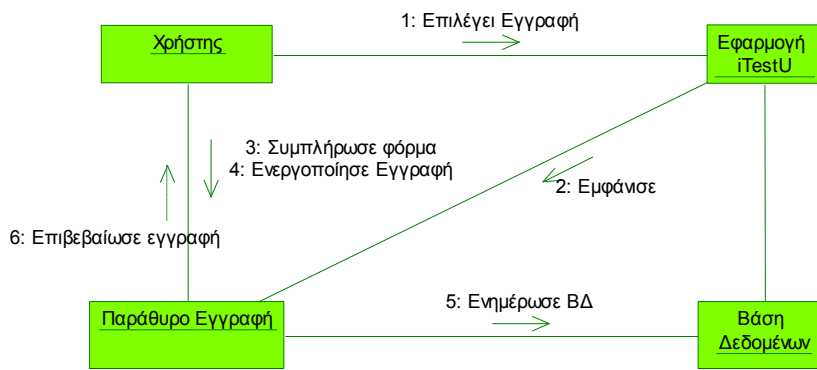 1: Επιλέγει Εγγραφή
Χρήστης
Εφαρμογή
iTestU
3: Συμπλήρωσε φόρμα
4: Ενεργοποίησε Εγγραφή
2: Εμφάνισε
6: Επιβεβαίωσε εγγραφή
5: Ενημέρωσε ΒΔ
Παράθυρο Εγγραφή
Βάση
Δεδομένων